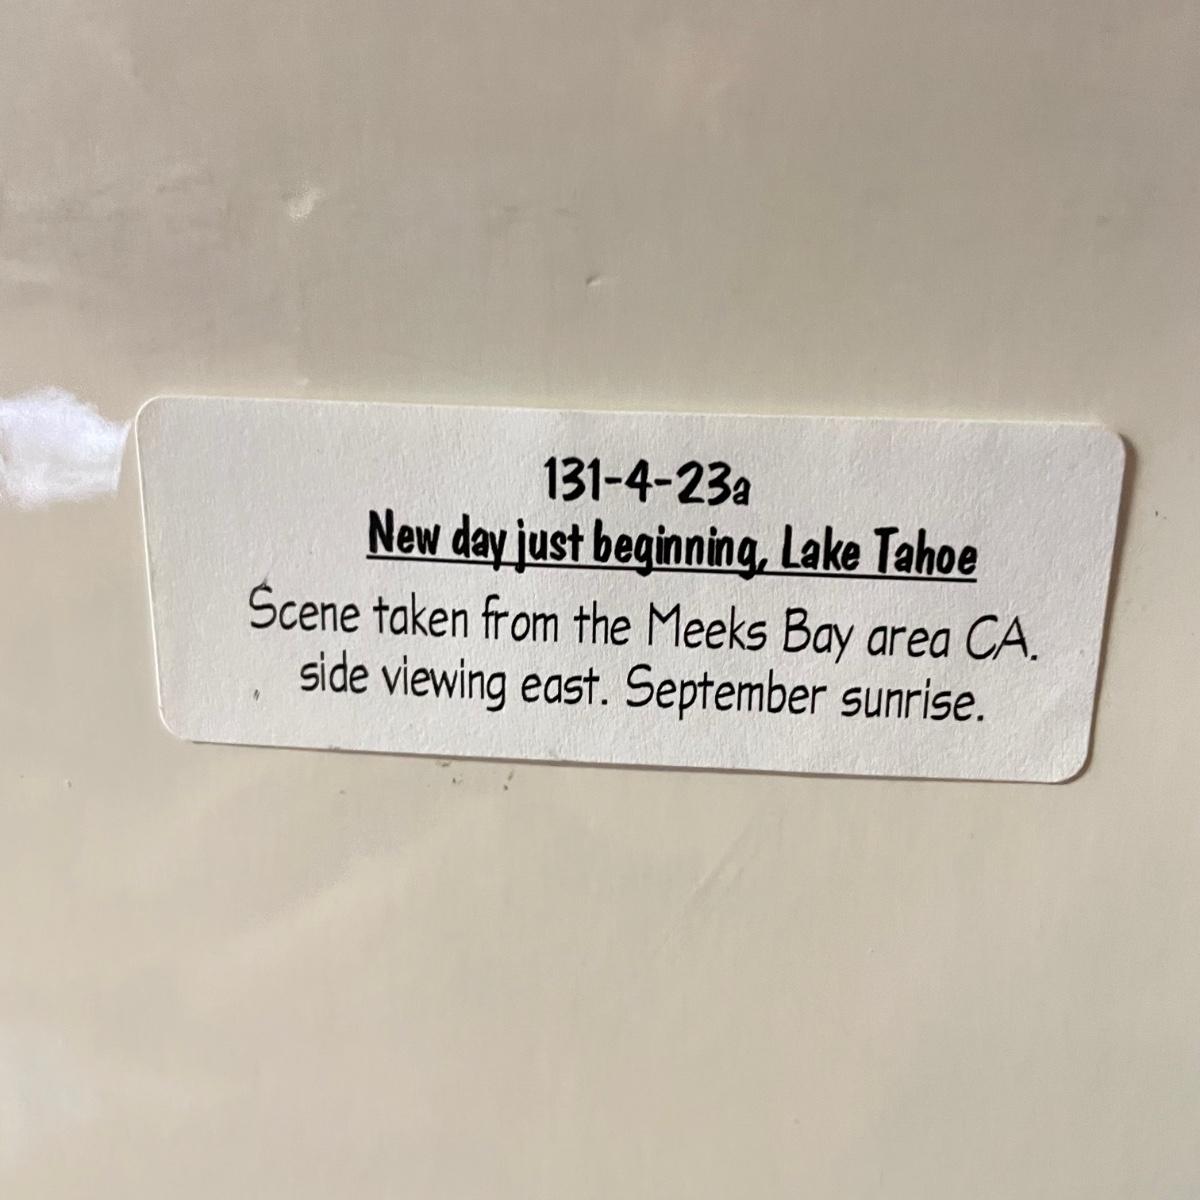 131-4-23a
New day just beginning, Lake Tahoe
Scene taken from the Meeks Bay area CA.
side viewing east. September sunrise.